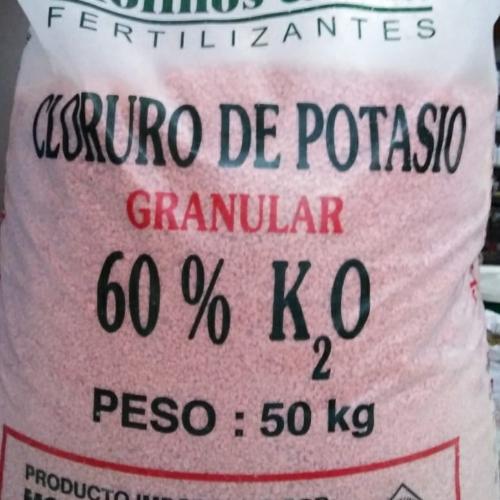 FERTILIZANTES
CLORURO DE POTASIO
GRANULAR
60 % K₂O
PESO : 50 kg
PRODUCTO